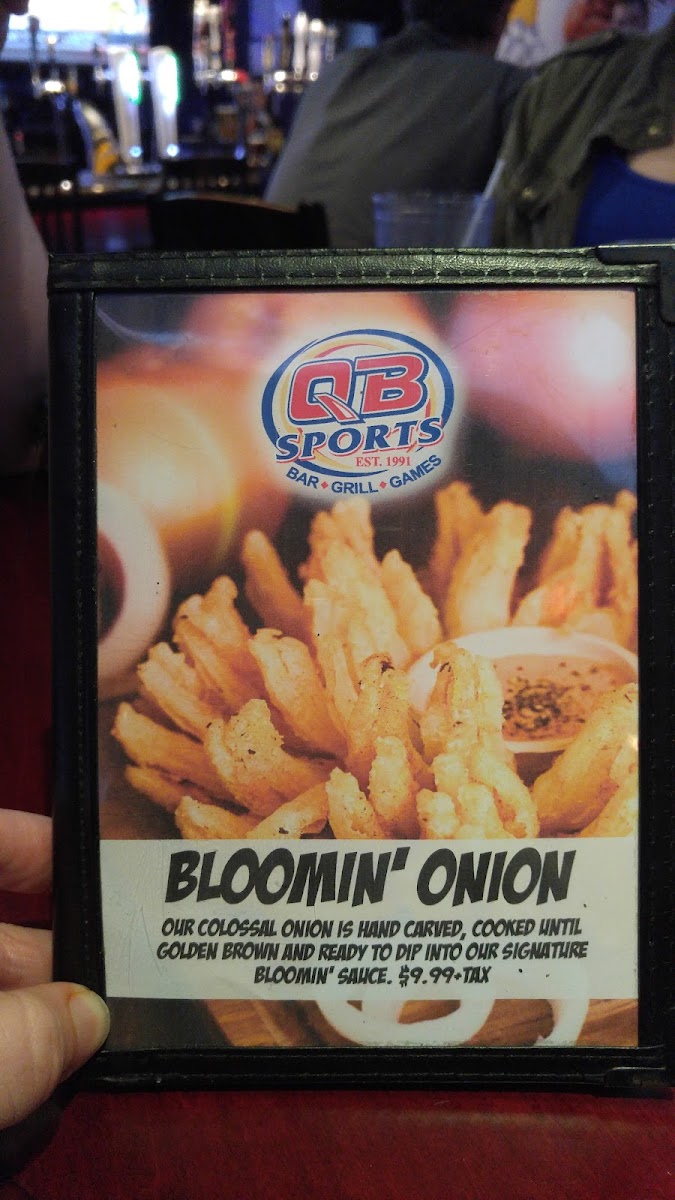 QB
SPORTS
EST. 1991
BAR • GRILL • GAMES
BLOOMIN' ONION
OUR COLOSSAL ONION IS HAND CARVED, COOKED UNTIL
GOLDEN BROWN AND READY TO DIP INTO OUR SIGNATURE
BLOOMIN' SAUCE. $9.99+TAX